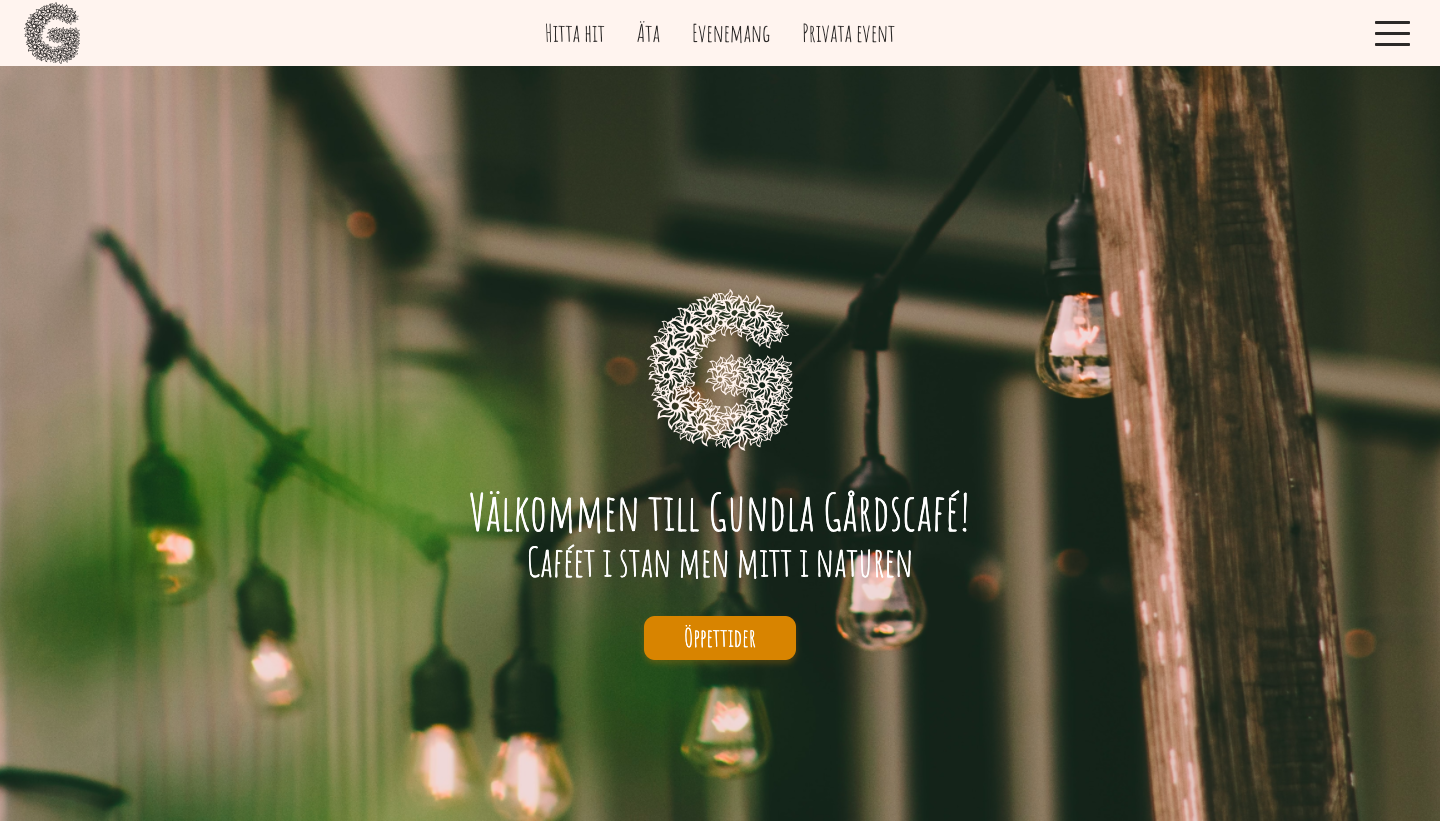 G
Hitta hit Äta Evenemang Privata event
G
Välkommen till Gundla Gårdscafé!
Caféet i stan men mitt i naturen
Öppettider